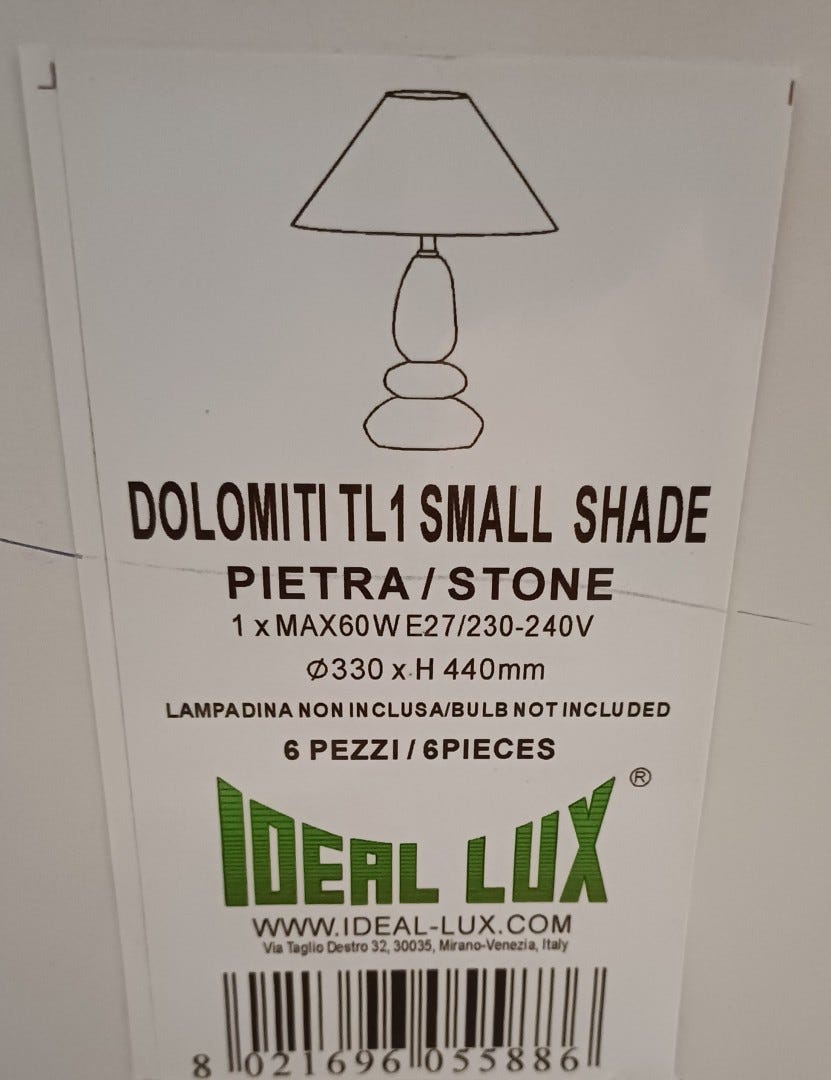 DOLOMITI TL1 SMALL SHADE
PIETRA / STONE
1 x MAX60W E27/230-240V
Ø330 x H 440mm
LAMPADINA NON INCLUSA/BULB NOT INCLUDED
6 PEZZI / 6PIECES
IDEAL LUX ®
WWW.IDEAL-LUX.COM
Via Taglio Destro 32, 30035, Mirano-Venezia, Italy
8 021696 055886